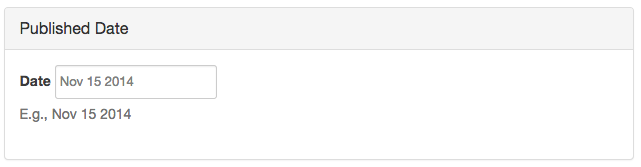 Published Date
Date Nov 15 2014
E.g., Nov 15 2014